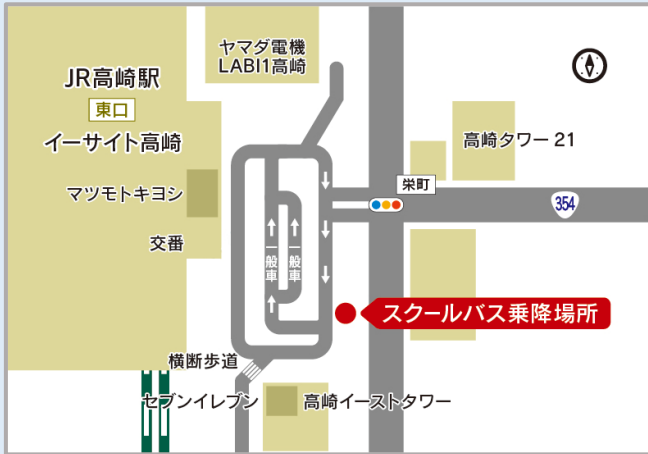 ヤマダ電機
LABI1高崎
JR高崎駅
東口
イーサイト高崎
高崎タワー21
マツモトキヨシ
栄町
354
交番
一般車
一般車
スクールバス乗降場所
横断歩道
セブンイレブン
高崎イーストタワー